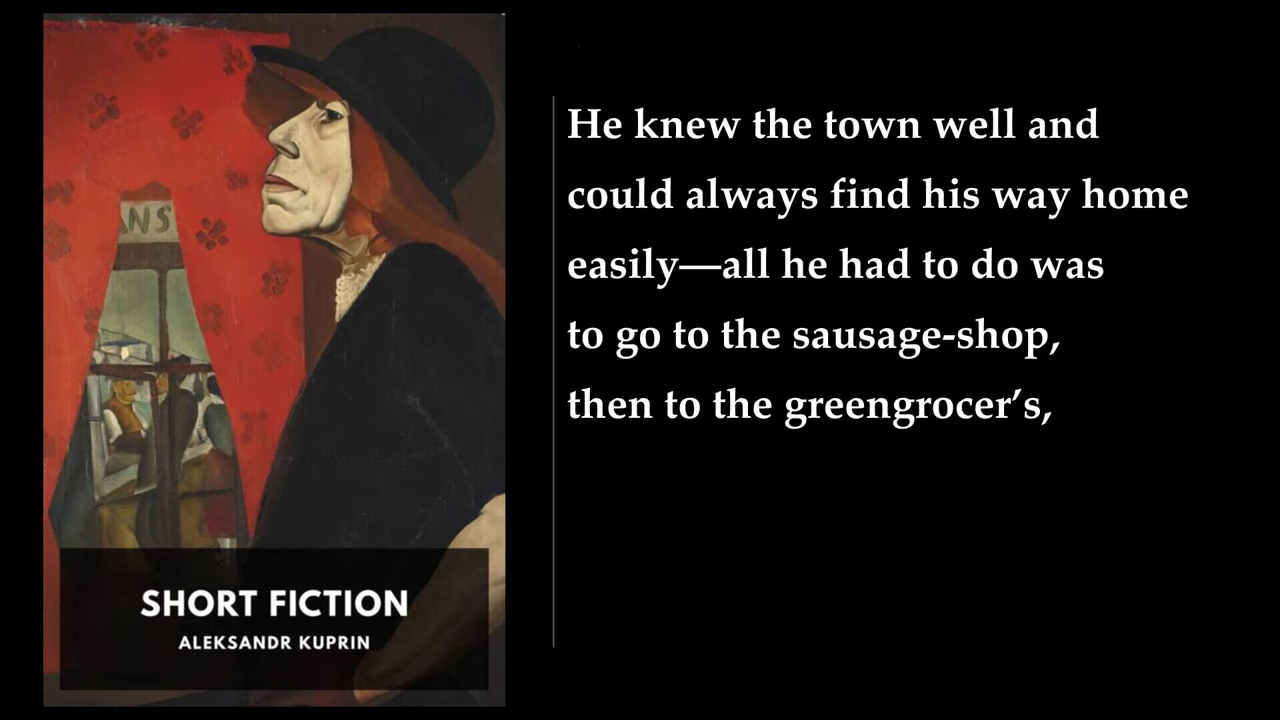 ANS
SHORT FICTION
ALEKSANDR KUPRIN
He knew the town well and
could always find his way home
easily—all he had to do was
to go to the sausage-shop,
then to the greengrocer’s,